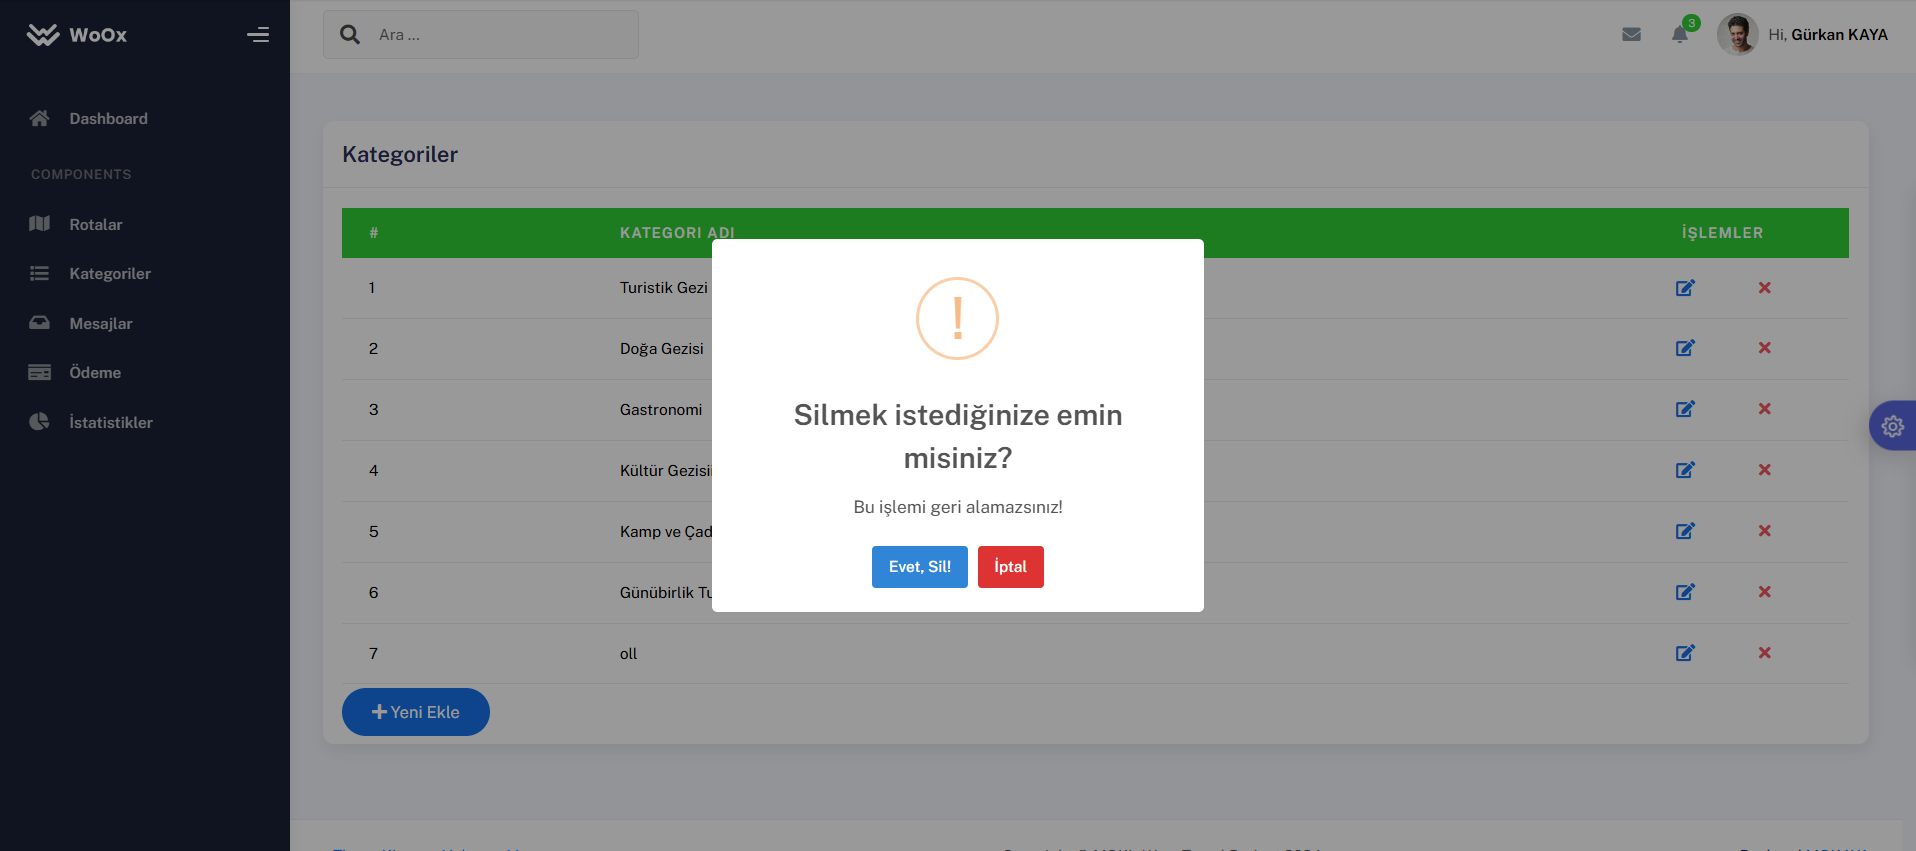 WoOx
Ara ...
3
Hi, Gürkan KAYA
Dashboard
COMPONENTS
Rotalar
Kategoriler
Mesajlar
Ödeme
İstatistikler
Kategoriler
# KATEGORI ADI İŞLEMLER
1 Turistik Gezi
2 Doğa Gezisi
3 Gastronomi
4 Kültür Gezisi
5 Kamp ve Çad
6 Günübirlik Tu
7 oll
Yeni Ekle
!
Silmek istediğinize emin
misiniz?
Bu işlemi geri alamazsınız!
Evet, Sil!
İptal